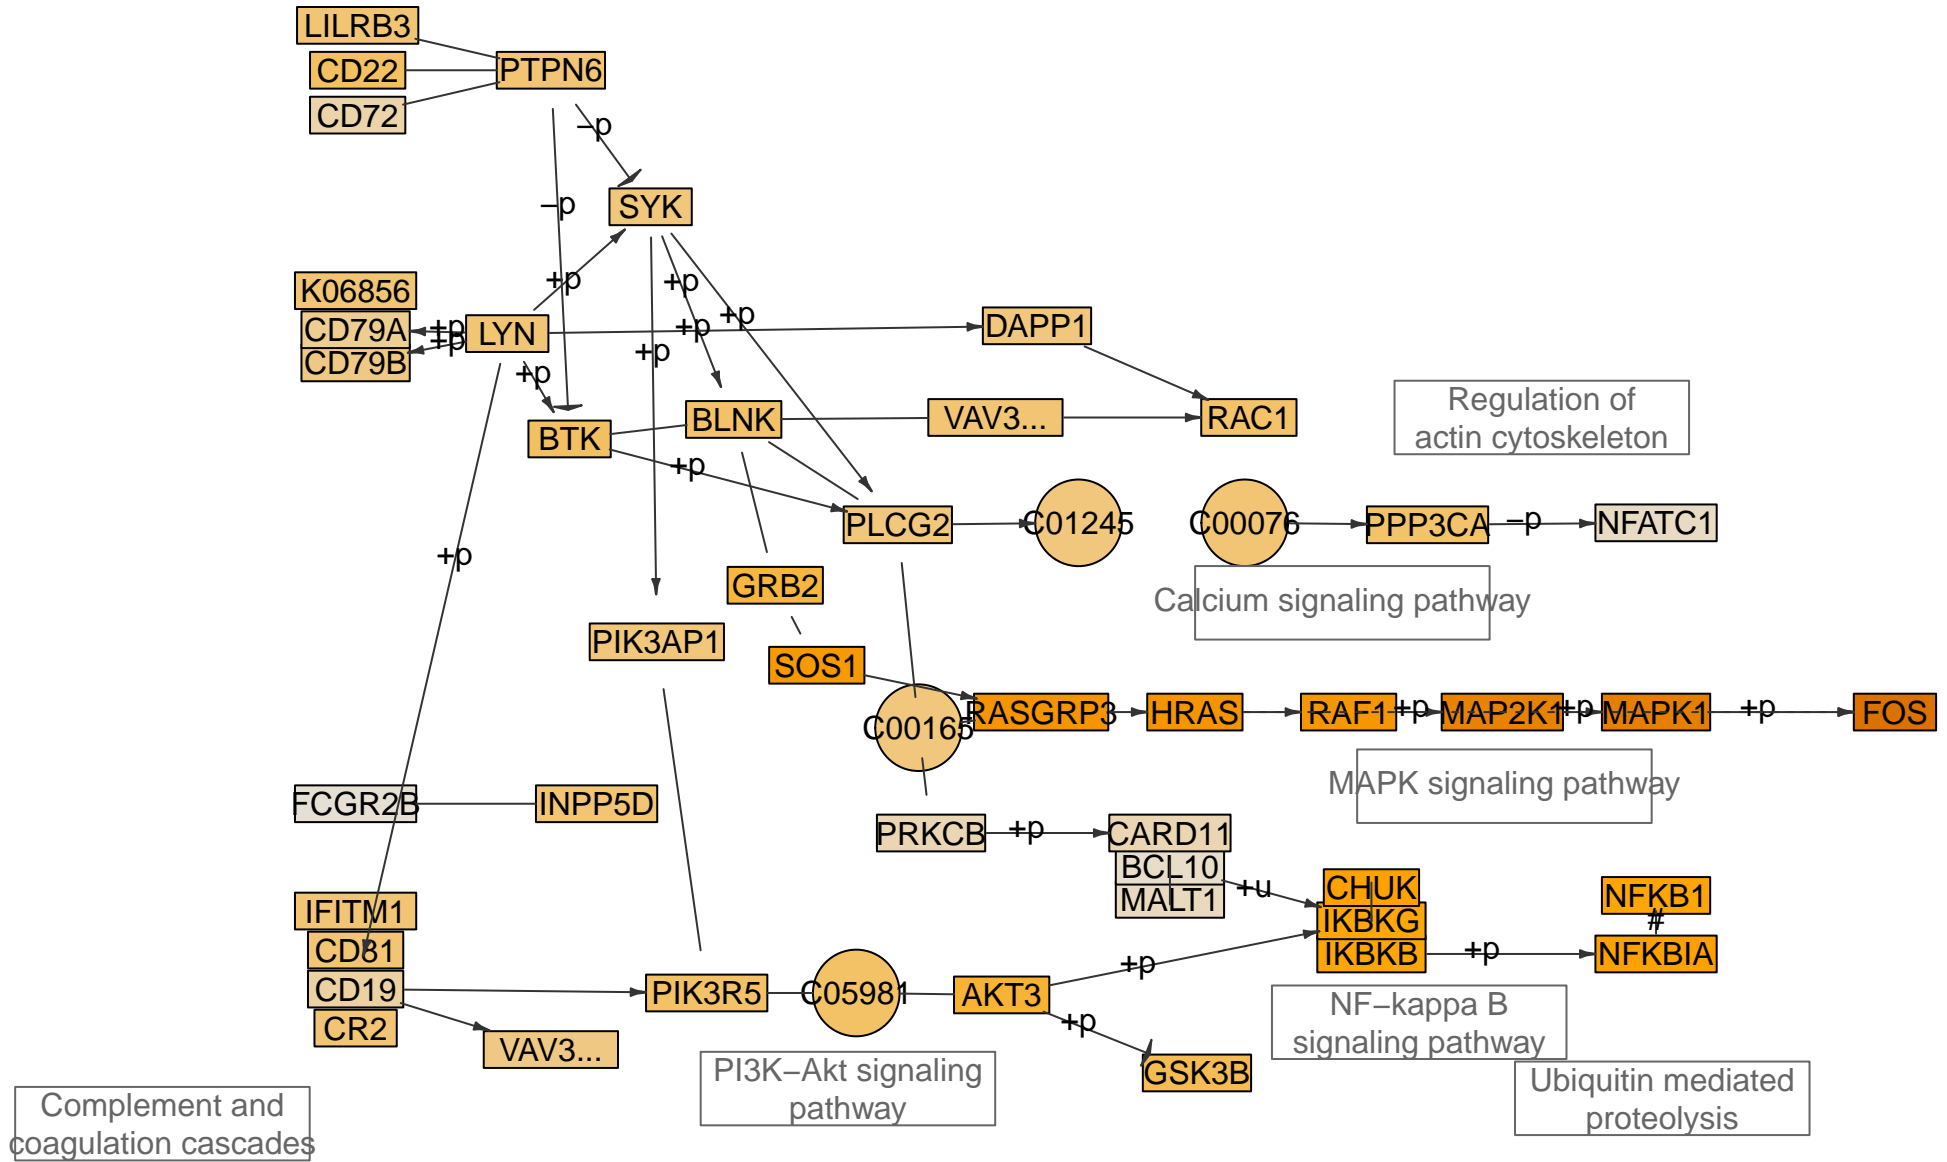 LILRB3
CD22
PTPN6
CD72
–p
SYK
–p
K06856
+p
+p
CD79A
+p
LYN
+p
+p
DAPP1
+p
CD79B
+p
+p
BTK
BLNK
VAV3...
RAC1
Regulation of
actin cytoskeleton
+p
PLCG2
C01245
C00076
PPP3CA
–p
NFATC1
+p
GRB2
Calcium signaling pathway
PIK3AP1
SOS1
C00165
RASGRP3
HRAS
RAF1
+p
MAP2K1
+p
MAPK1
+p
FOS
MAPK signaling pathway
FCGR2B
INPP5D
PRKCB
+p
CARD11
BCL10
MALT1
+u
CHUK
IKBKG
IKBKB
+p
NFKB1
#
NFKBIA
IFITM1
CD81
CD19
CR2
VAV3...
PIK3R5
C05981
AKT3
+p
+p
GSK3B
NF–kappa B
signaling pathway
PI3K–Akt signaling
pathway
Ubiquitin mediated
proteolysis
Complement and
coagulation cascades